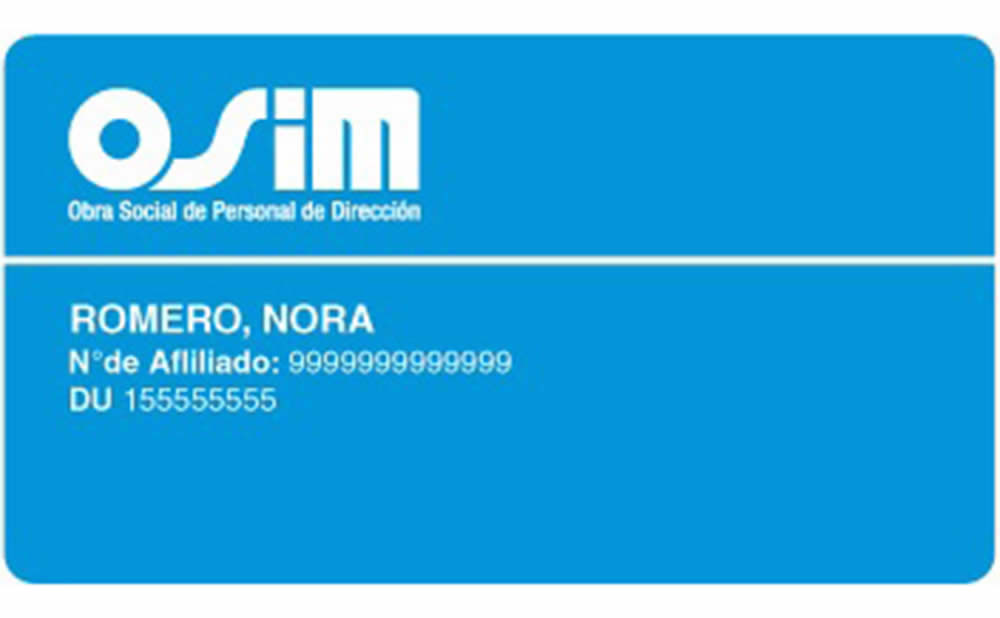 OSiM
Obra Social de Personal de Dirección
ROMERO, NORA
N°de Afliliado: 9999999999999
DU 155555555